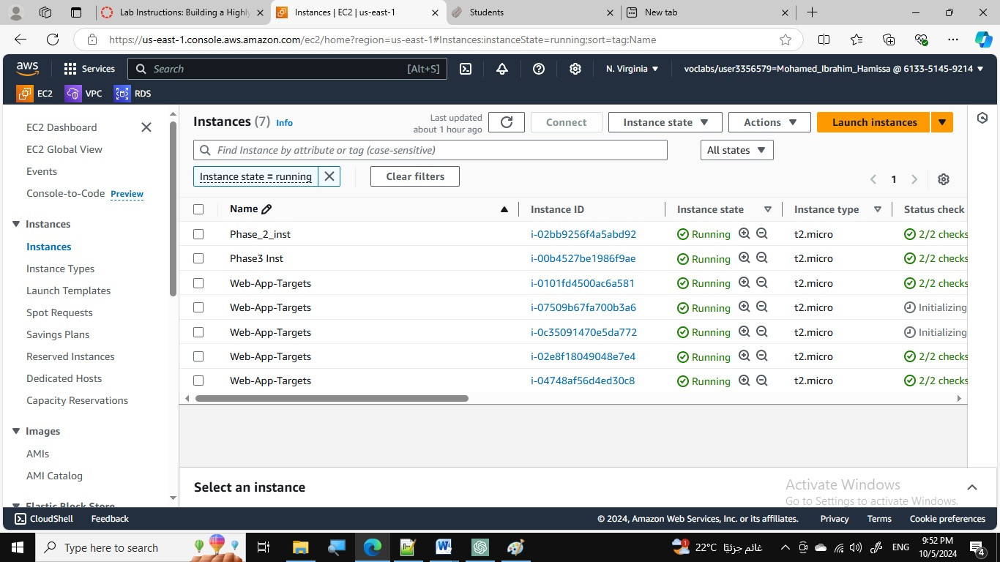 Lab Instructions: Building a Highly
Instances | EC2 | us-east-1
Students
New tab
https://us-east-1.console.aws.amazon.com/ec2/home?region=us-east-1#Instances:instanceState=running;sort=tag:Name
aws
Services
Search
[Alt+S]
N. Virginia
voclabs/user3356579=Mohamed_Ibrahim_Hamissa @ 6133-5145-9214
EC2
VPC
RDS
EC2 Dashboard
EC2 Global View
Events
Console-to-Code Preview
Instances
Instances
Instance Types
Launch Templates
Spot Requests
Savings Plans
Reserved Instances
Dedicated Hosts
Capacity Reservations
Images
AMIs
AMI Catalog
Elastic Block Store
Instances (7) Info
Last updated
about 1 hour ago
Connect
Instance state
Actions
Launch instances
Find Instance by attribute or tag (case-sensitive)
All states
Instance state = running
Clear filters
1
Name Instance ID Instance state Instance type Status check
Phase_2_inst i-02bb9256f4a5abd92 Running t2.micro 2/2 checks
Phase3 Inst i-00b4527be1986f9ae Running t2.micro 2/2 checks
Web-App-Targets i-0101fd4500ac6a581 Running t2.micro 2/2 checks
Web-App-Targets i-07509b67fa700b3a6 Running t2.micro Initializing
Web-App-Targets i-0c35091470e5da772 Running t2.micro Initializing
Web-App-Targets i-02e8f18049048e7e4 Running t2.micro 2/2 checks
Web-App-Targets i-04748af56d4ed30c8 Running t2.micro 2/2 checks
Select an instance
Activate Windows
Go to Settings to activate Windows.
CloudShell
Feedback
© 2024, Amazon Web Services, Inc. or its affiliates.
Privacy
Terms
Cookie preferences
Type here to search
1
22°C غائم جزئيًا
ENG
9:52 PM
10/5/2024
4